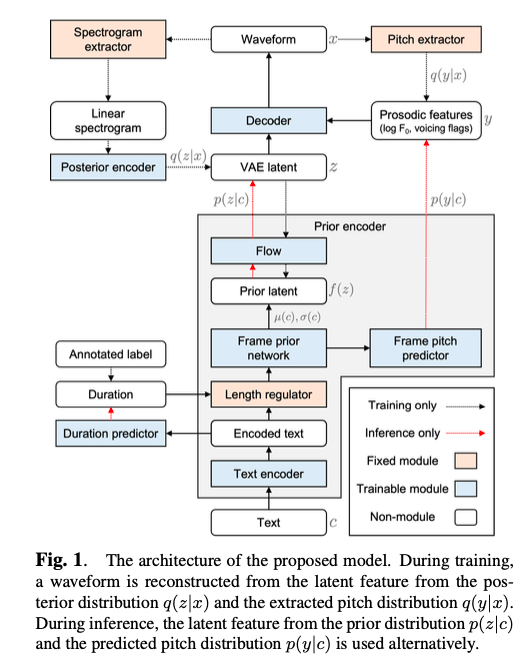 Spectrogram
extractor
Waveform
x
Pitch extractor
q(y|x)
Linear
spectrogram
Decoder
Prosodic features
(log F₀, voicing flags)
y
Posterior encoder
q(z|x)
VAE latent
z
p(z|c)
p(y|c)
Prior encoder
Flow
Prior latent
f(z)
μ(c), σ(c)
Annotated label
Frame prior
network
Frame pitch
predictor
Duration
Length regulator
Training only
Duration predictor
Encoded text
Inference only
Fixed module
Text encoder
Trainable module
Text
c
Non-module
Fig. 1. The architecture of the proposed model. During training,
a waveform is reconstructed from the latent feature from the pos-
terior distribution q(z|x) and the extracted pitch distribution q(y|x).
During inference, the latent feature from the prior distribution p(z|c)
and the predicted pitch distribution p(y|c) is used alternatively.